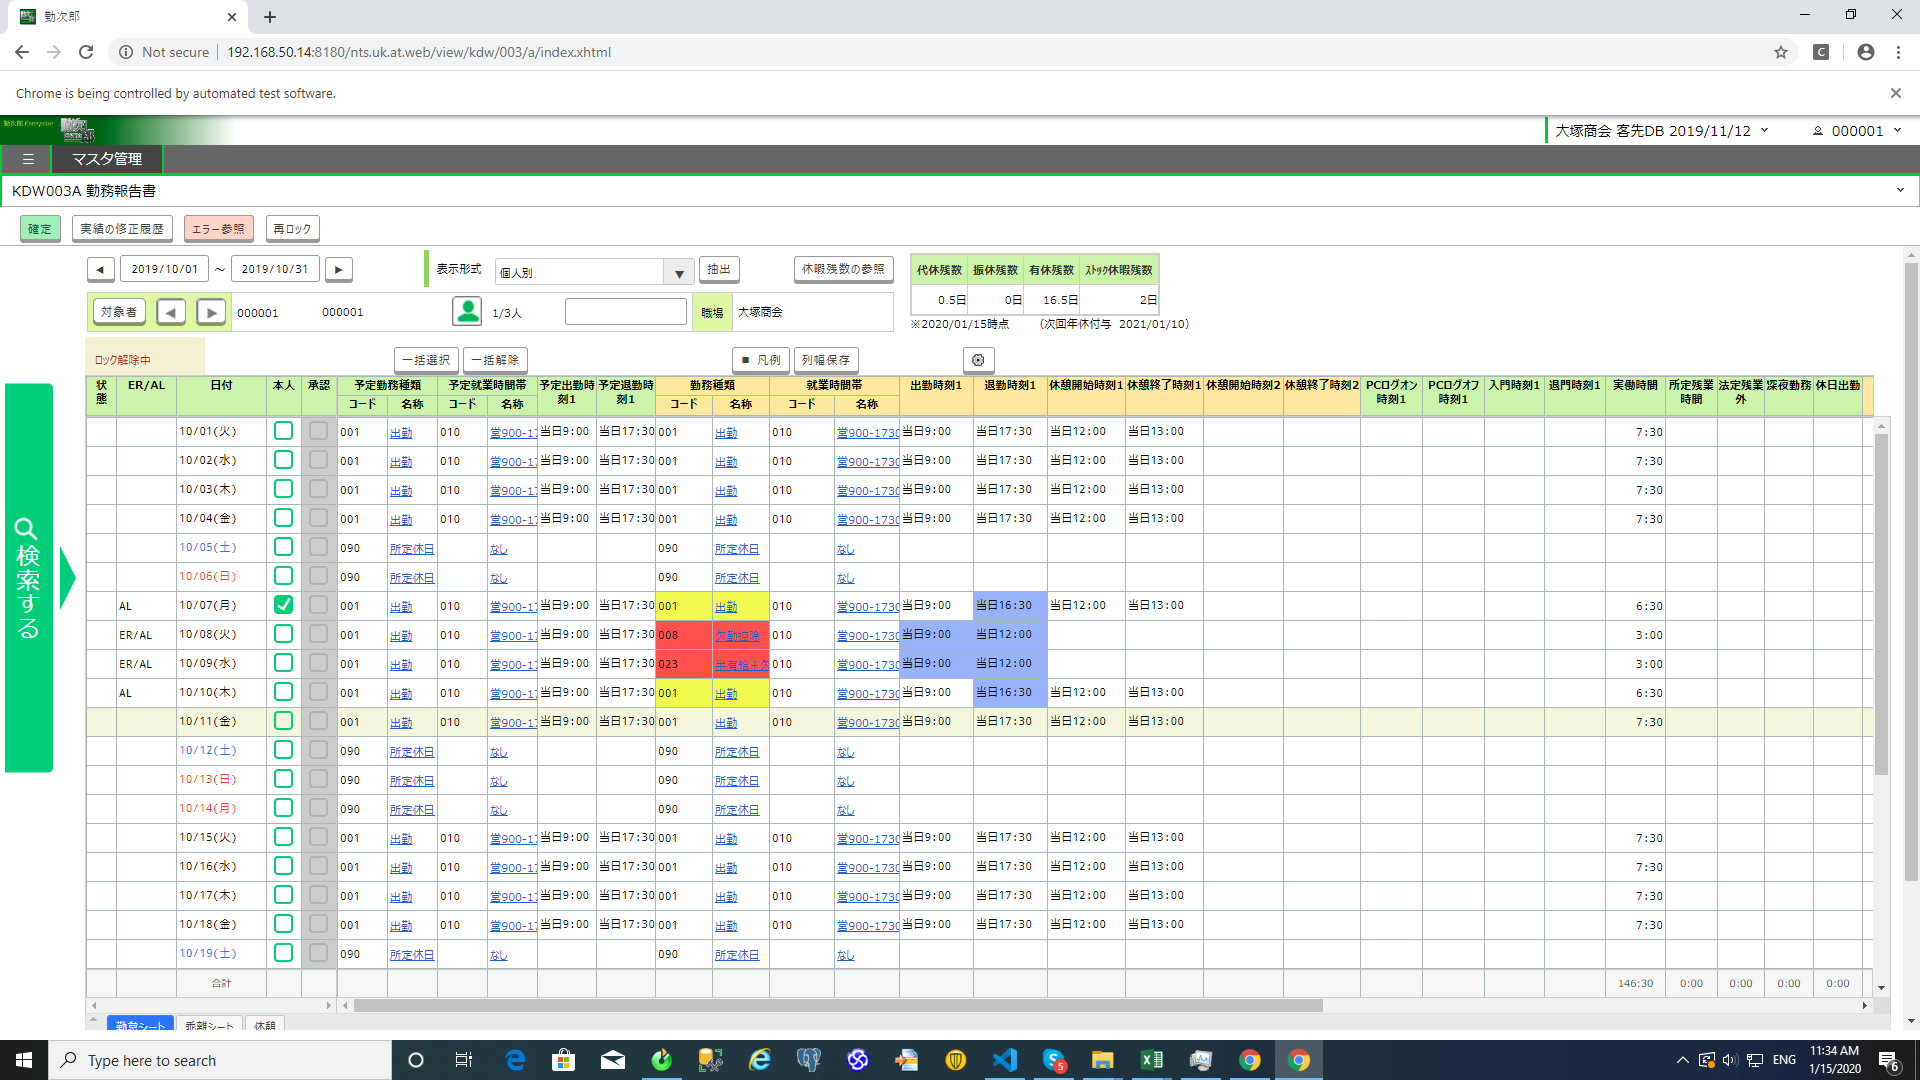 勤次郎
Not secure 192.168.50.14:8180/nts.uk.at.web/view/kdw/003/a/index.xhtml
Chrome is being controlled by automated test software.
勤次郎 Enterprise
大塚商会 客先DB 2019/11/12 000001
マスタ管理
KDW003A 勤務報告書
確定 実績の修正履歴 エラー参照 再ロック
◀ 2019/10/01 ～ 2019/10/31 ▶ 表示形式 個人別 抽出 休暇残数の参照
代休残数 振休残数 有休残数 ｽﾄｯｸ休暇残数
0.5日 0日 16.5日 2日
※2020/01/15時点 (次回年休付与 2021/01/10)
対象者 ◀ ▶ 000001 000001 1/3人 職場 大塚商会
ロック解除中 一括選択 一括解除 ■ 凡例 列幅保存
状態 ER/AL 日付 本人 承認 予定勤務種類 予定就業時間帯 予定出勤時刻1 予定退勤時刻1 勤務種類 就業時間帯 出勤時刻1 退勤時刻1 休憩開始時刻1 休憩終了時刻1 休憩開始時刻2 休憩終了時刻2 PCログオン時刻1 PCログオフ時刻1 入門時刻1 退門時刻1 実働時間 所定残業時間 法定残業外 深夜勤務 休日出勤
コード 名称 コード 名称 コード 名称 コード 名称
10/01(火) 001 出勤 010 営900-17 当日9:00 当日17:30 001 出勤 010 営900-1730 当日9:00 当日17:30 当日12:00 当日13:00 7:30
10/02(水) 001 出勤 010 営900-17 当日9:00 当日17:30 001 出勤 010 営900-1730 当日9:00 当日17:30 当日12:00 当日13:00 7:30
10/03(木) 001 出勤 010 営900-17 当日9:00 当日17:30 001 出勤 010 営900-1730 当日9:00 当日17:30 当日12:00 当日13:00 7:30
10/04(金) 001 出勤 010 営900-17 当日9:00 当日17:30 001 出勤 010 営900-1730 当日9:00 当日17:30 当日12:00 当日13:00 7:30
10/05(土) 090 所定休日 なし 090 所定休日 なし
10/06(日) 090 所定休日 なし 090 所定休日 なし
AL 10/07(月) 001 出勤 010 営900-17 当日9:00 当日17:30 001 出勤 010 営900-1730 当日9:00 当日16:30 当日12:00 当日13:00 6:30
ER/AL 10/08(火) 001 出勤 010 営900-17 当日9:00 当日17:30 008 欠勤控除 010 営900-1730 当日9:00 当日12:00 3:00
ER/AL 10/09(水) 001 出勤 010 営900-17 当日9:00 当日17:30 023 半有給＋欠 010 営900-1730 当日9:00 当日12:00 3:00
AL 10/10(木) 001 出勤 010 営900-17 当日9:00 当日17:30 001 出勤 010 営900-1730 当日9:00 当日16:30 当日12:00 当日13:00 6:30
10/11(金) 001 出勤 010 営900-17 当日9:00 当日17:30 001 出勤 010 営900-1730 当日9:00 当日17:30 当日12:00 当日13:00 7:30
10/12(土) 090 所定休日 なし 090 所定休日 なし
10/13(日) 090 所定休日 なし 090 所定休日 なし
10/14(月) 090 所定休日 なし 090 所定休日 なし
10/15(火) 001 出勤 010 営900-17 当日9:00 当日17:30 001 出勤 010 営900-1730 当日9:00 当日17:30 当日12:00 当日13:00 7:30
10/16(水) 001 出勤 010 営900-17 当日9:00 当日17:30 001 出勤 010 営900-1730 当日9:00 当日17:30 当日12:00 当日13:00 7:30
10/17(木) 001 出勤 010 営900-17 当日9:00 当日17:30 001 出勤 010 営900-1730 当日9:00 当日17:30 当日12:00 当日13:00 7:30
10/18(金) 001 出勤 010 営900-17 当日9:00 当日17:30 001 出勤 010 営900-1730 当日9:00 当日17:30 当日12:00 当日13:00 7:30
10/19(土) 090 所定休日 なし 090 所定休日 なし
合計 146:30 0:00 0:00 0:00 0:00
検索する
勤怠シート 乖離シート 休憩
Type here to search
5
ENG
11:34 AM
1/15/2020
6